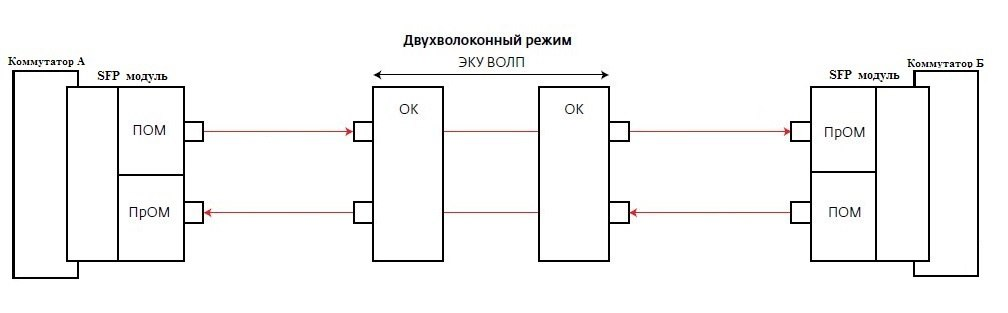 Двухволоконный режим
ЭКУ ВОЛП
Коммутатор А
SFP модуль
SFP модуль
Коммутатор Б
ОК
ОК
ПОМ
ПрОМ
ПрОМ
ПОМ